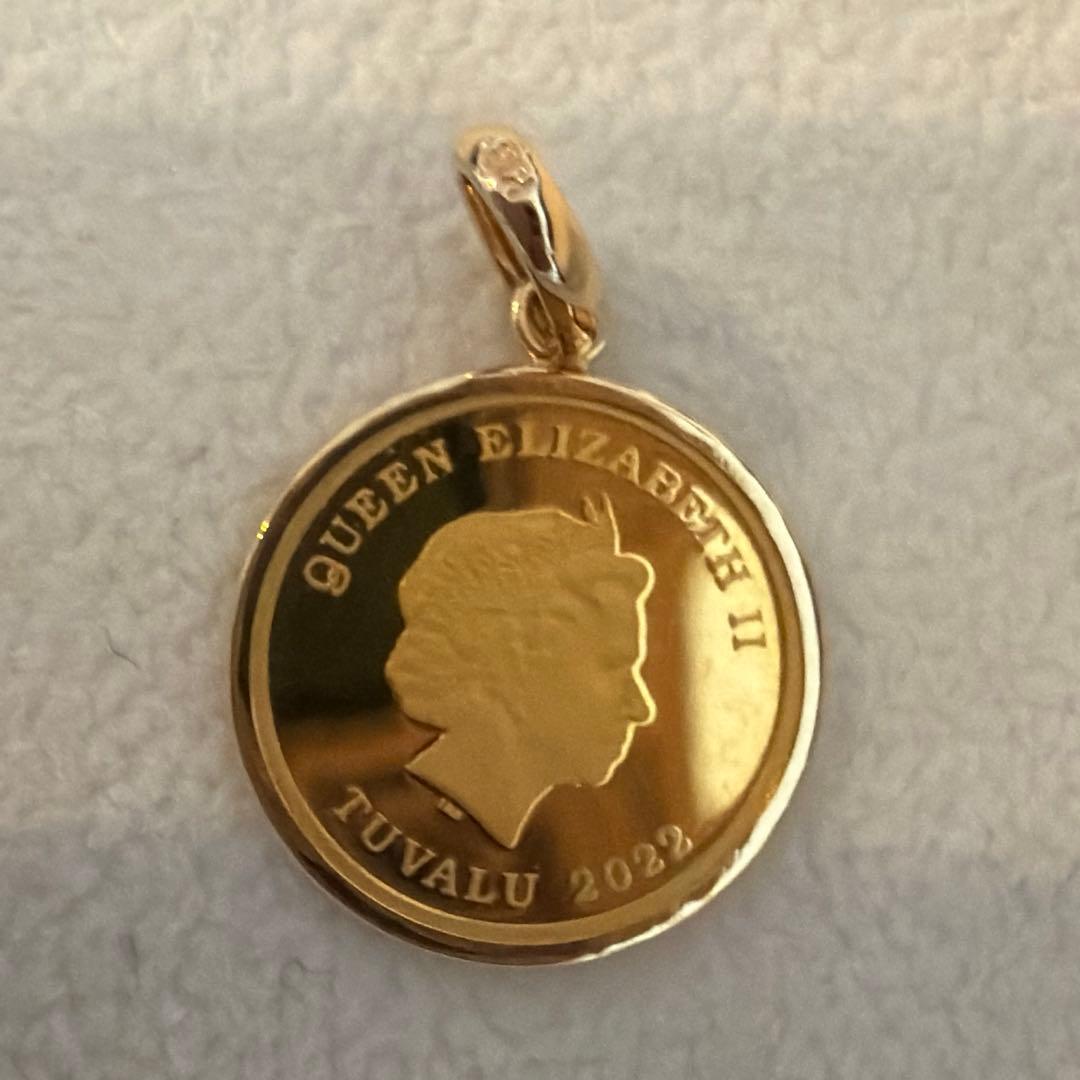 QUEEN ELIZABETH II
TUVALU 2022